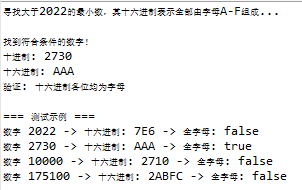 寻找大于2022的最小数，其十六进制表示全部由字母A-F组成...
找到符合条件的数字!
十进制: 2730
十六进制: AAA
验证: 十六进制各位均为字母
=== 测试示例 ===
数字 2022 -> 十六进制: 7E6 -> 全字母: false
数字 2730 -> 十六进制: AAA -> 全字母: true
数字 10000 -> 十六进制: 2710 -> 全字母: false
数字 175100 -> 十六进制: 2ABFC -> 全字母: false